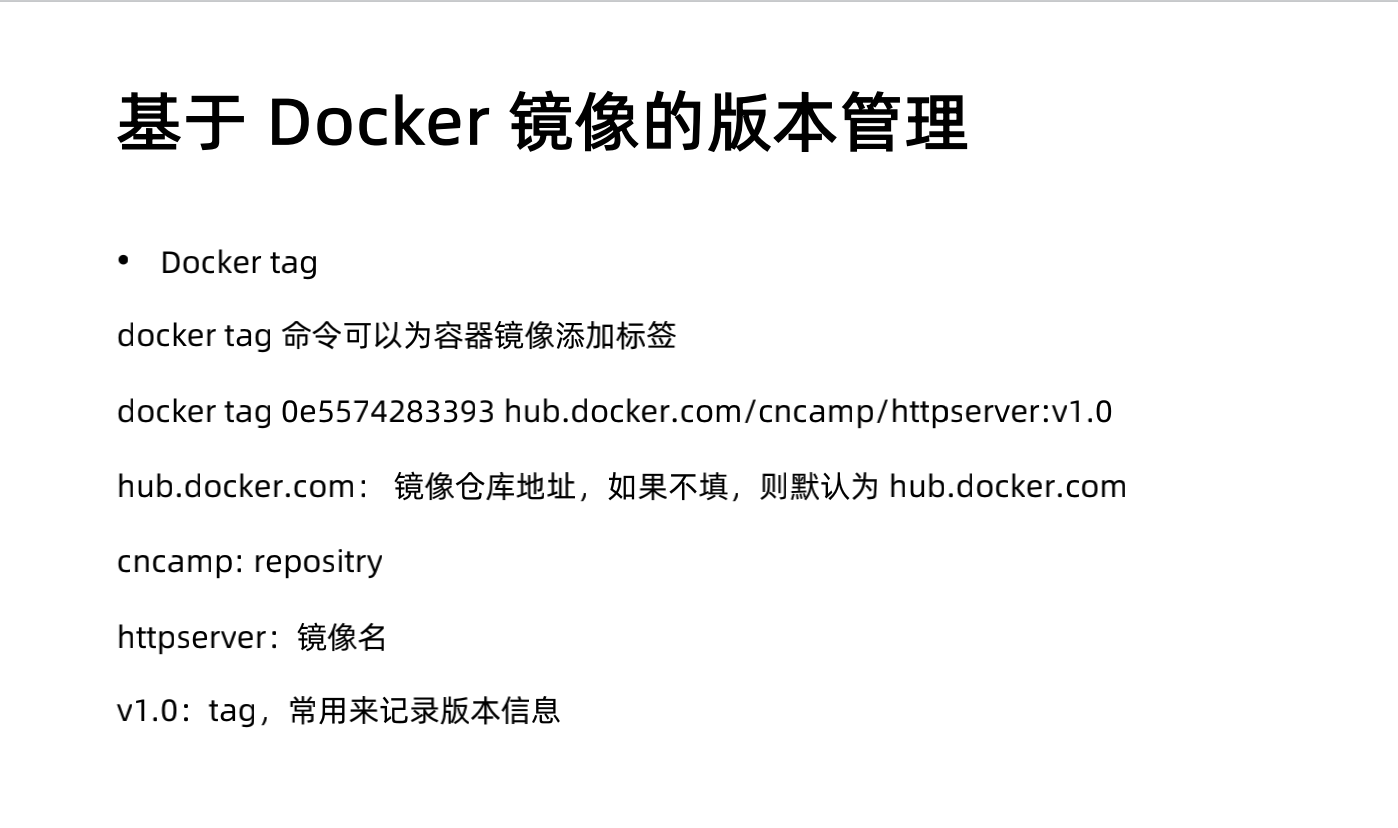 基于 Docker 镜像的版本管理
• Docker tag
docker tag 命令可以为容器镜像添加标签
docker tag 0e5574283393 hub.docker.com/cncamp/httpserver:v1.0
hub.docker.com： 镜像仓库地址，如果不填，则默认为 hub.docker.com
cncamp: repositry
httpserver：镜像名
v1.0：tag，常用来记录版本信息